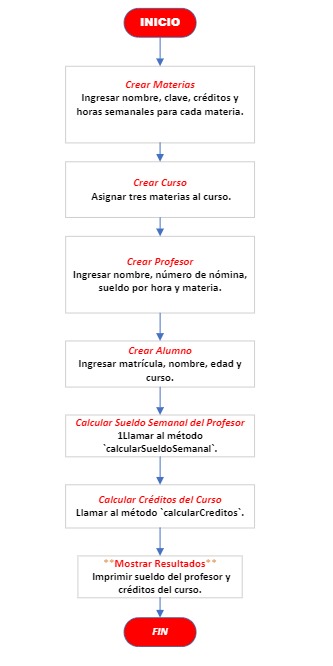 INICIO
Crear Materias
Ingresar nombre, clave, créditos y
horas semanales para cada materia.
Crear Curso
Asignar tres materias al curso.
Crear Profesor
Ingresar nombre, número de nómina,
sueldo por hora y materia.
Crear Alumno
Ingresar matrícula, nombre, edad y
curso.
Calcular Sueldo Semanal del Profesor
1Llamar al método
`calcularSueldoSemanal`.
Calcular Créditos del Curso
Llamar al método `calcularCreditos`.
**Mostrar Resultados**
Imprimir sueldo del profesor y
créditos del curso.
FIN